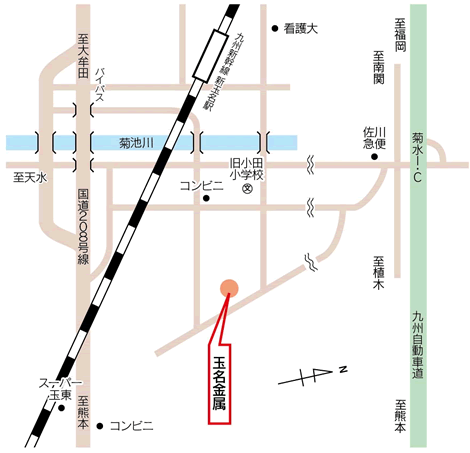 至福岡
看護大
至大牟田
九州新幹線 新玉名駅
至南関
バイパス
佐川
急便
菊水I・C
菊池川
旧小田
小学校
文
至天水
コンビニ
国道208号線
至植木
九州自動車道
玉名金属
N
スーパー
玉東
至熊本
コンビニ
至熊本